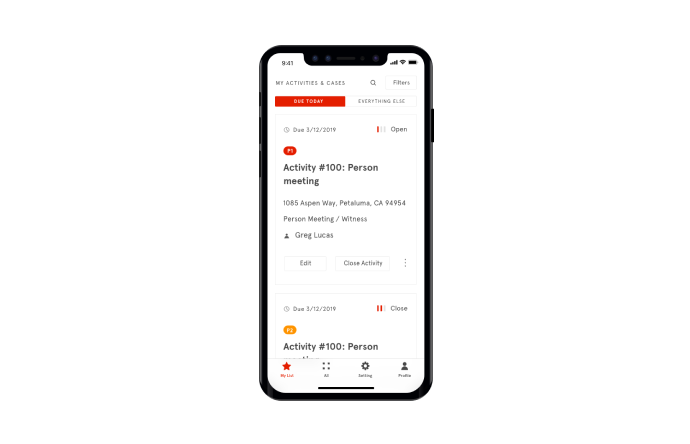 9:41
MY ACTIVITIES & CASES
Filters
DUE TODAY
EVERYTHING ELSE
Due 3/12/2019
Open
P1
Activity #100: Person
meeting
1085 Aspen Way, Petaluma, CA 94954
Person Meeting / Witness
Greg Lucas
Edit
Close Activity
Due 3/12/2019
Close
P2
Activity #100: Person
My List
All
Setting
Profile